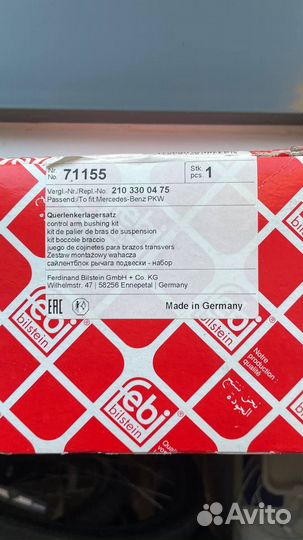 Nr.
No. 71155
Stk.
pcs. 1
Vergl.-Nr./Repl.-No: 210 330 04 75
Passend:/To fit:Mercedes-Benz PKW
Querlenkerlagersatz
control arm bushing kit
kit de palier de bras de suspension
kit boccole braccio
juego de cojinetes para brazos transvers
Zestaw montażowy wahacza
сайлентблок рычага подвески - набор
Ferdinand Bilstein GmbH + Co. KG
Wilhelmstr. 47 | 58256 Ennepetal | Germany
EAC
Made in Germany
febi
bilstein
febi
bilstein
Notre
production :
Avito